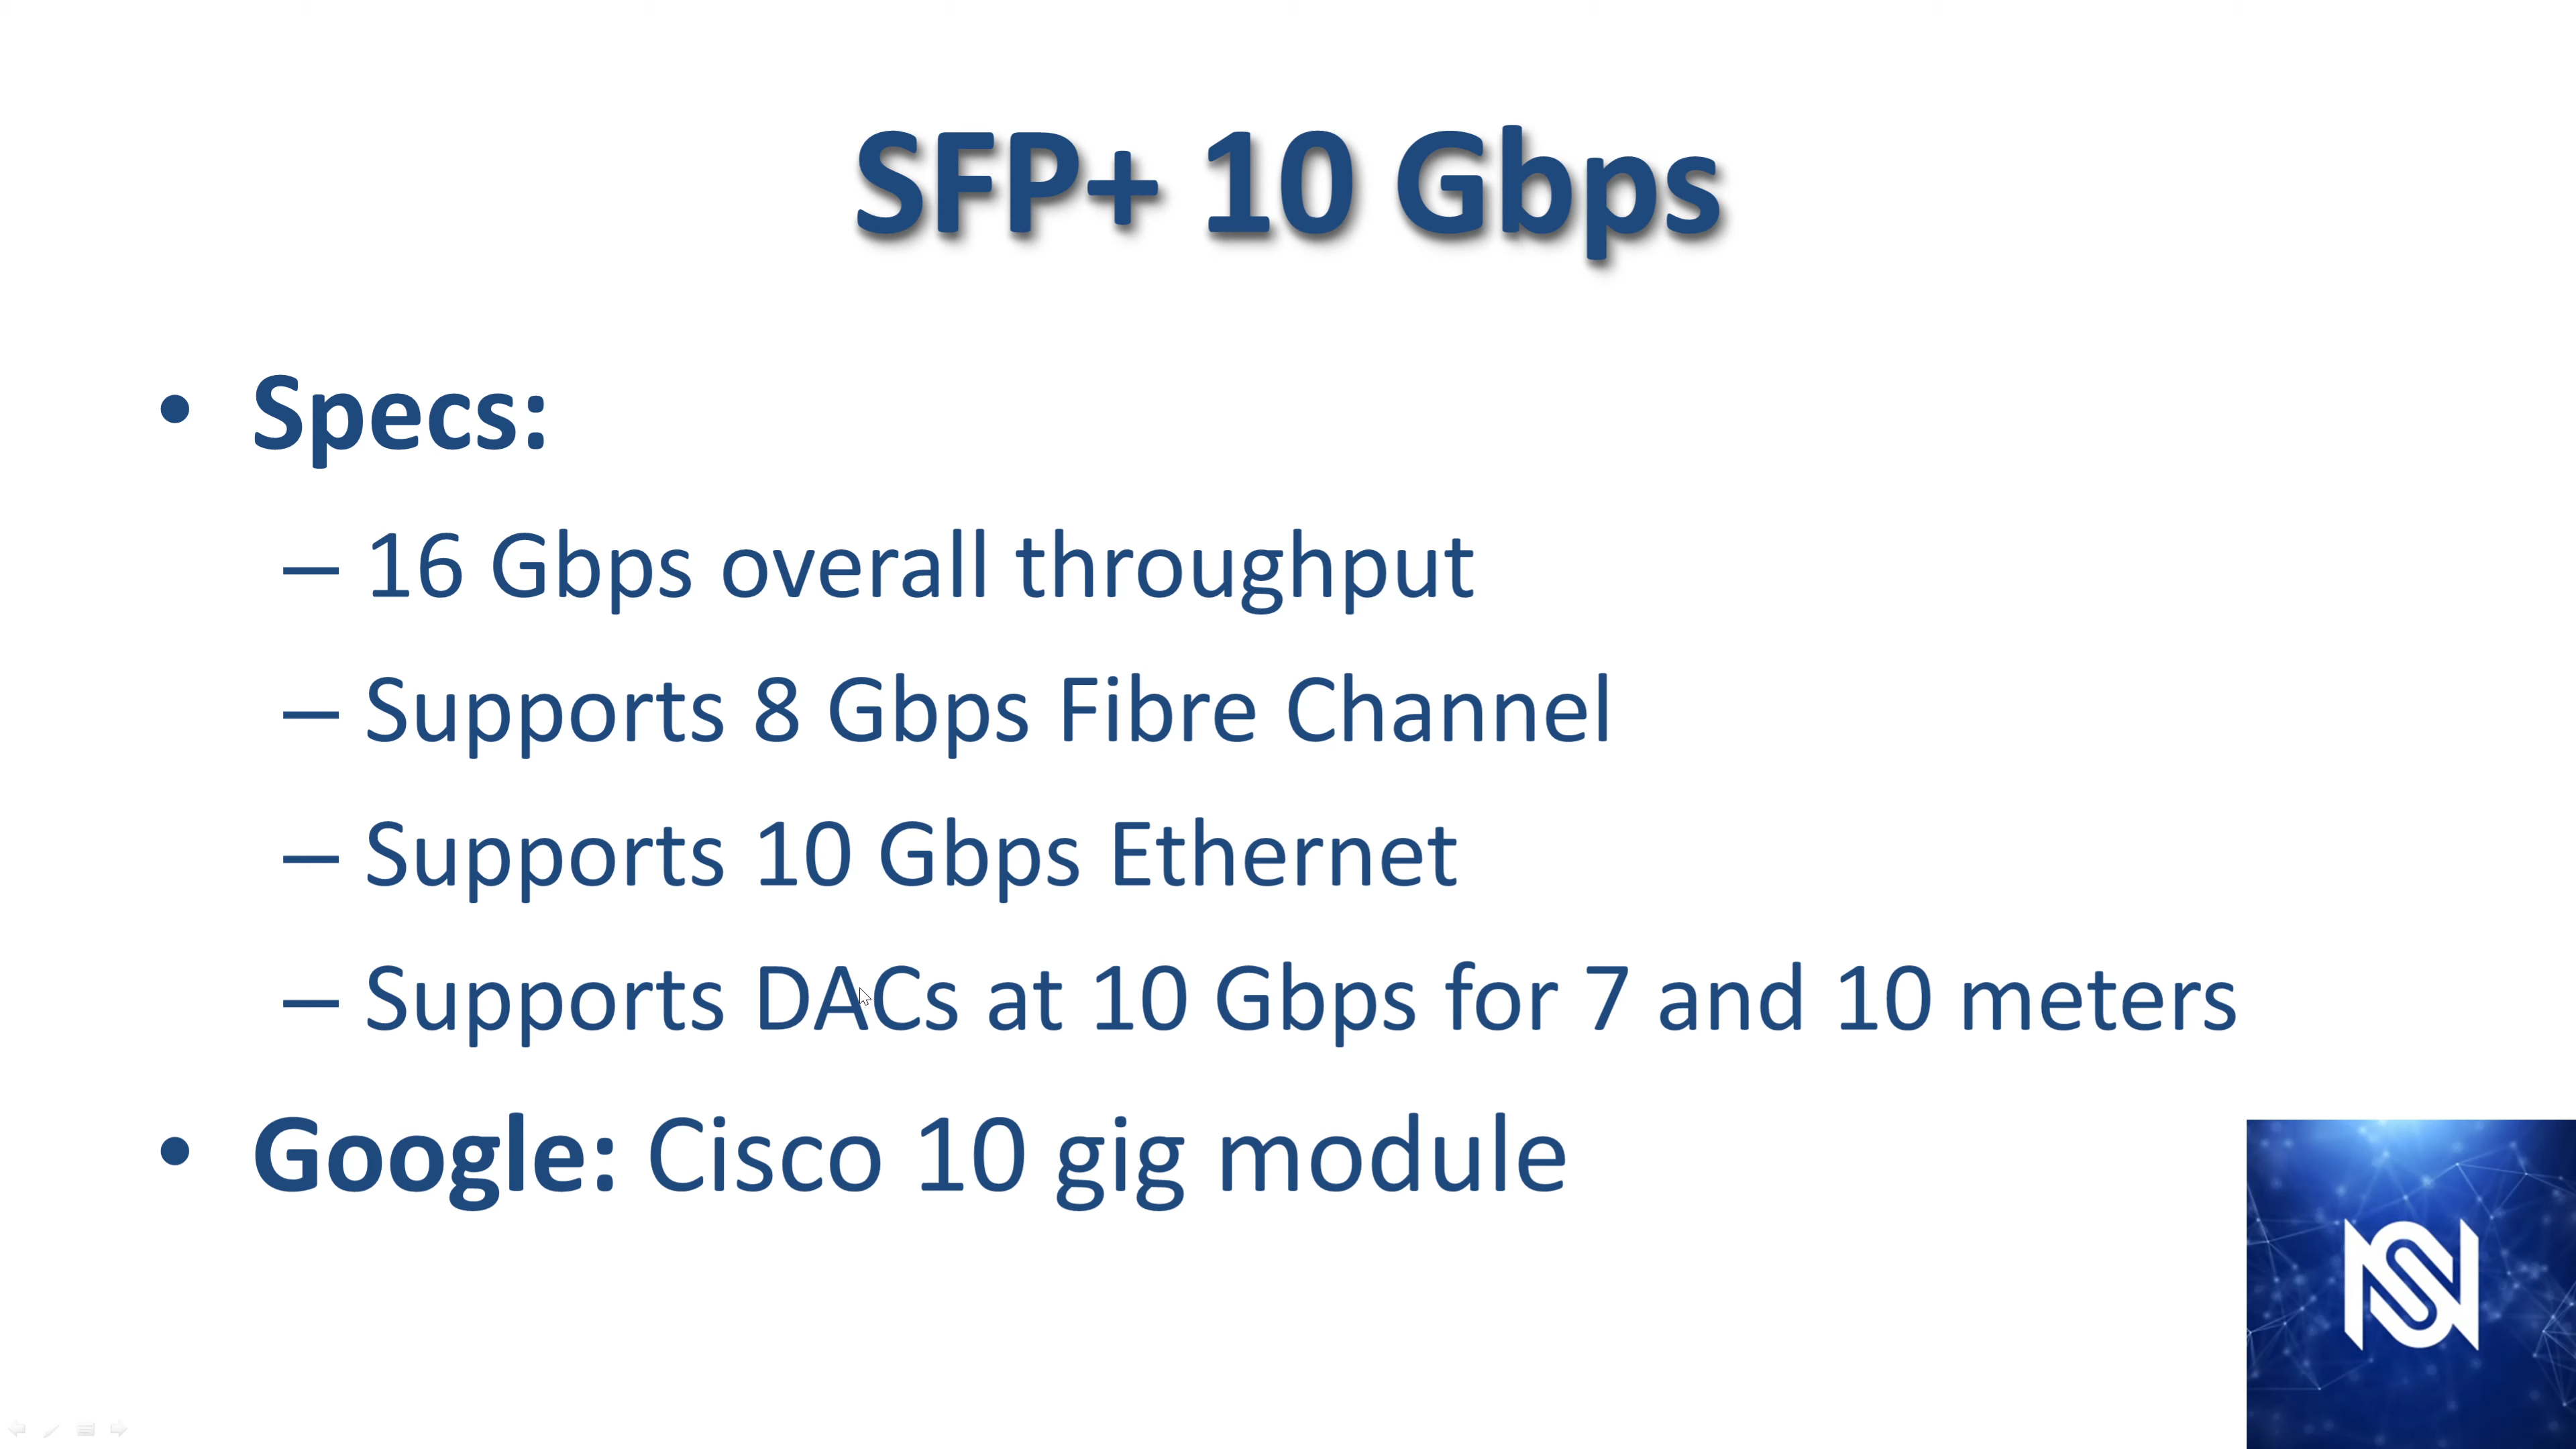 SFP+ 10 Gbps
• Specs:
– 16 Gbps overall throughput
– Supports 8 Gbps Fibre Channel
– Supports 10 Gbps Ethernet
– Supports DACs at 10 Gbps for 7 and 10 meters
• Google: Cisco 10 gig module
NS